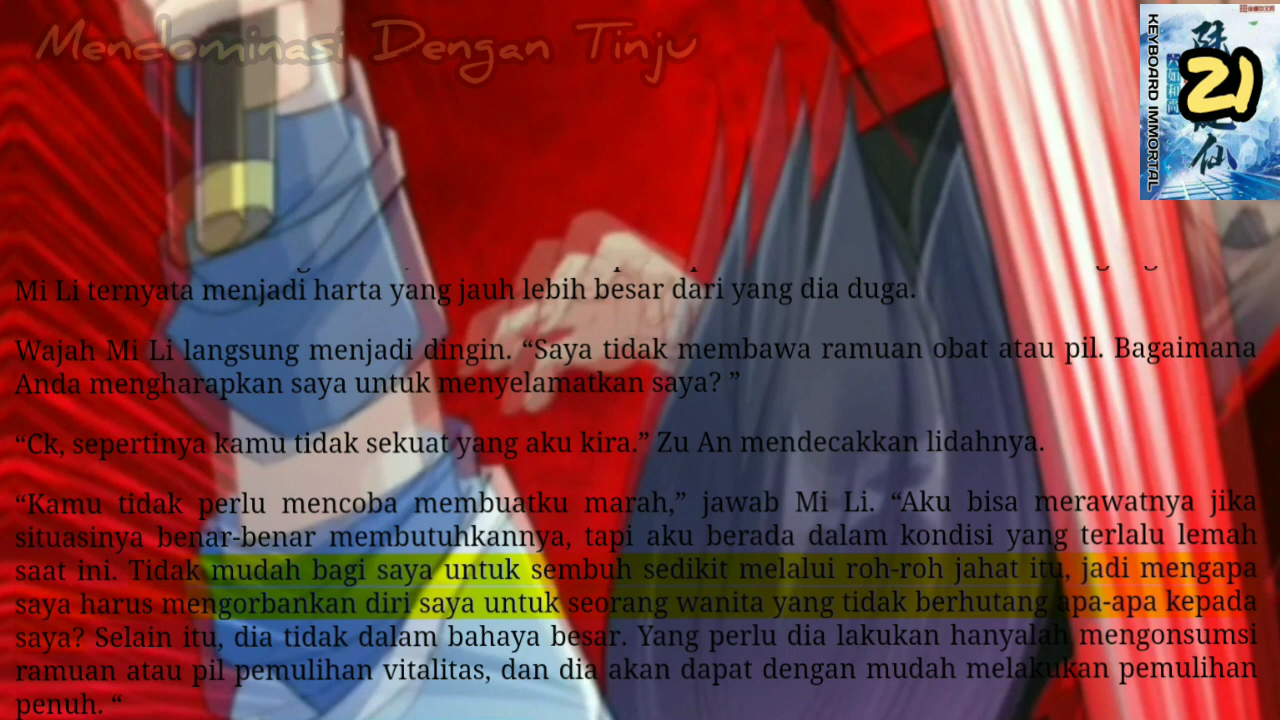 Mendominasi Dengan Tinju
KEYBOARD IMMORTAL
21
仙
Mi Li ternyata menjadi harta yang jauh lebih besar dari yang dia duga.
Wajah Mi Li langsung menjadi dingin. “Saya tidak membawa ramuan obat atau pil. Bagaimana
Anda mengharapkan saya untuk menyelamatkan saya? ”
“Ck, sepertinya kamu tidak sekuat yang aku kira.” Zu An mendecakkan lidahnya.
“Kamu tidak perlu mencoba membuatku marah,” jawab Mi Li. “Aku bisa merawatnya jika
situasinya benar-benar membutuhkannya, tapi aku berada dalam kondisi yang terlalu lemah
saat ini. Tidak mudah bagi saya untuk sembuh sedikit melalui roh-roh jahat itu, jadi mengapa
saya harus mengorbankan diri saya untuk seorang wanita yang tidak berhutang apa-apa kepada
saya? Selain itu, dia tidak dalam bahaya besar. Yang perlu dia lakukan hanyalah mengonsumsi
ramuan atau pil pemulihan vitalitas, dan dia akan dapat dengan mudah melakukan pemulihan
penuh. “